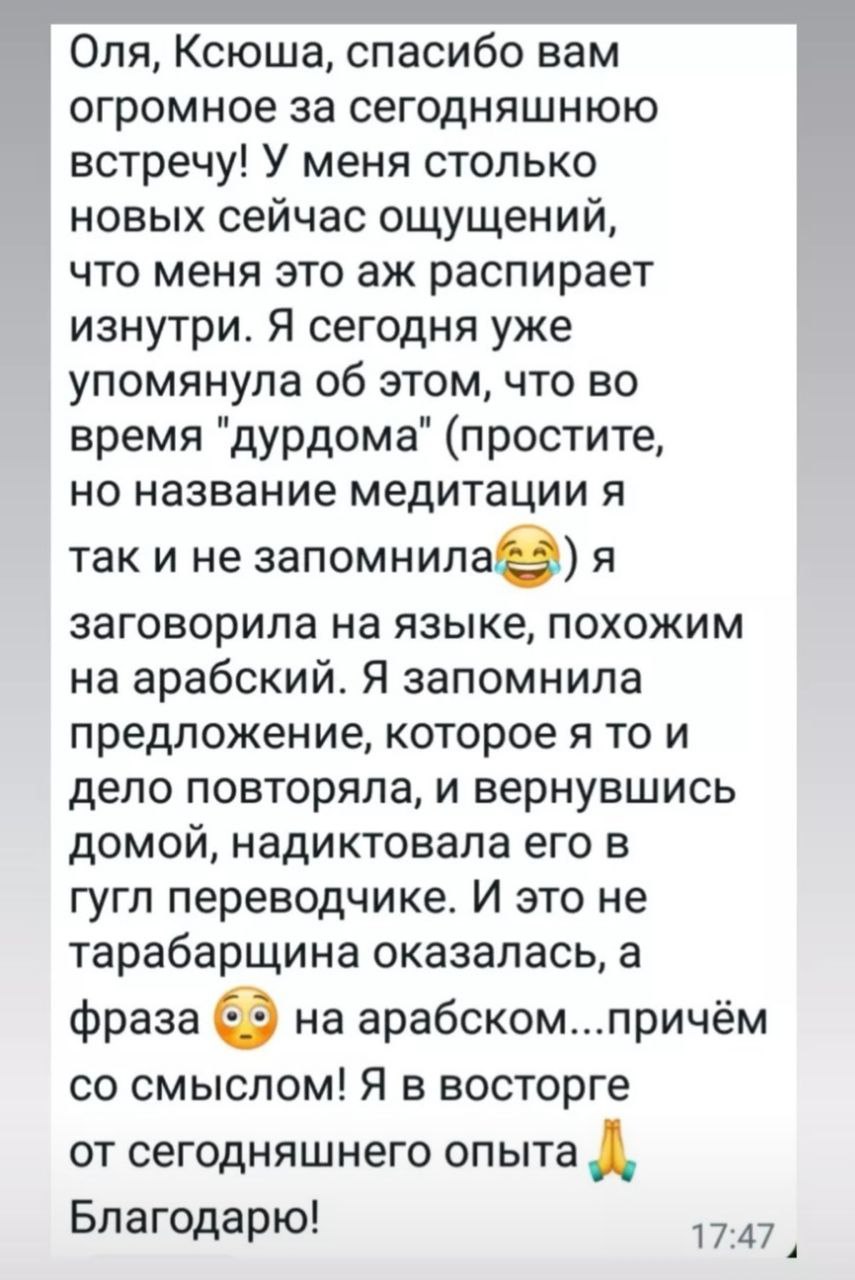 Оля, Ксюша, спасибо вам
огромное за сегодняшнюю
встречу! У меня столько
новых сейчас ощущений,
что меня это аж распирает
изнутри. Я сегодня уже
упомянула об этом, что во
время "дурдома" (простите,
но название медитации я
так и не запомнила😂) я
заговорила на языке, похожим
на арабский. Я запомнила
предложение, которое я то и
дело повторяла, и вернувшись
домой, надиктовала его в
гугл переводчике. И это не
тарабарщина оказалась, а
фраза 😳 на арабском...причём
со смыслом! Я в восторге
от сегодняшнего опыта🙏
Благодарю!
17:47